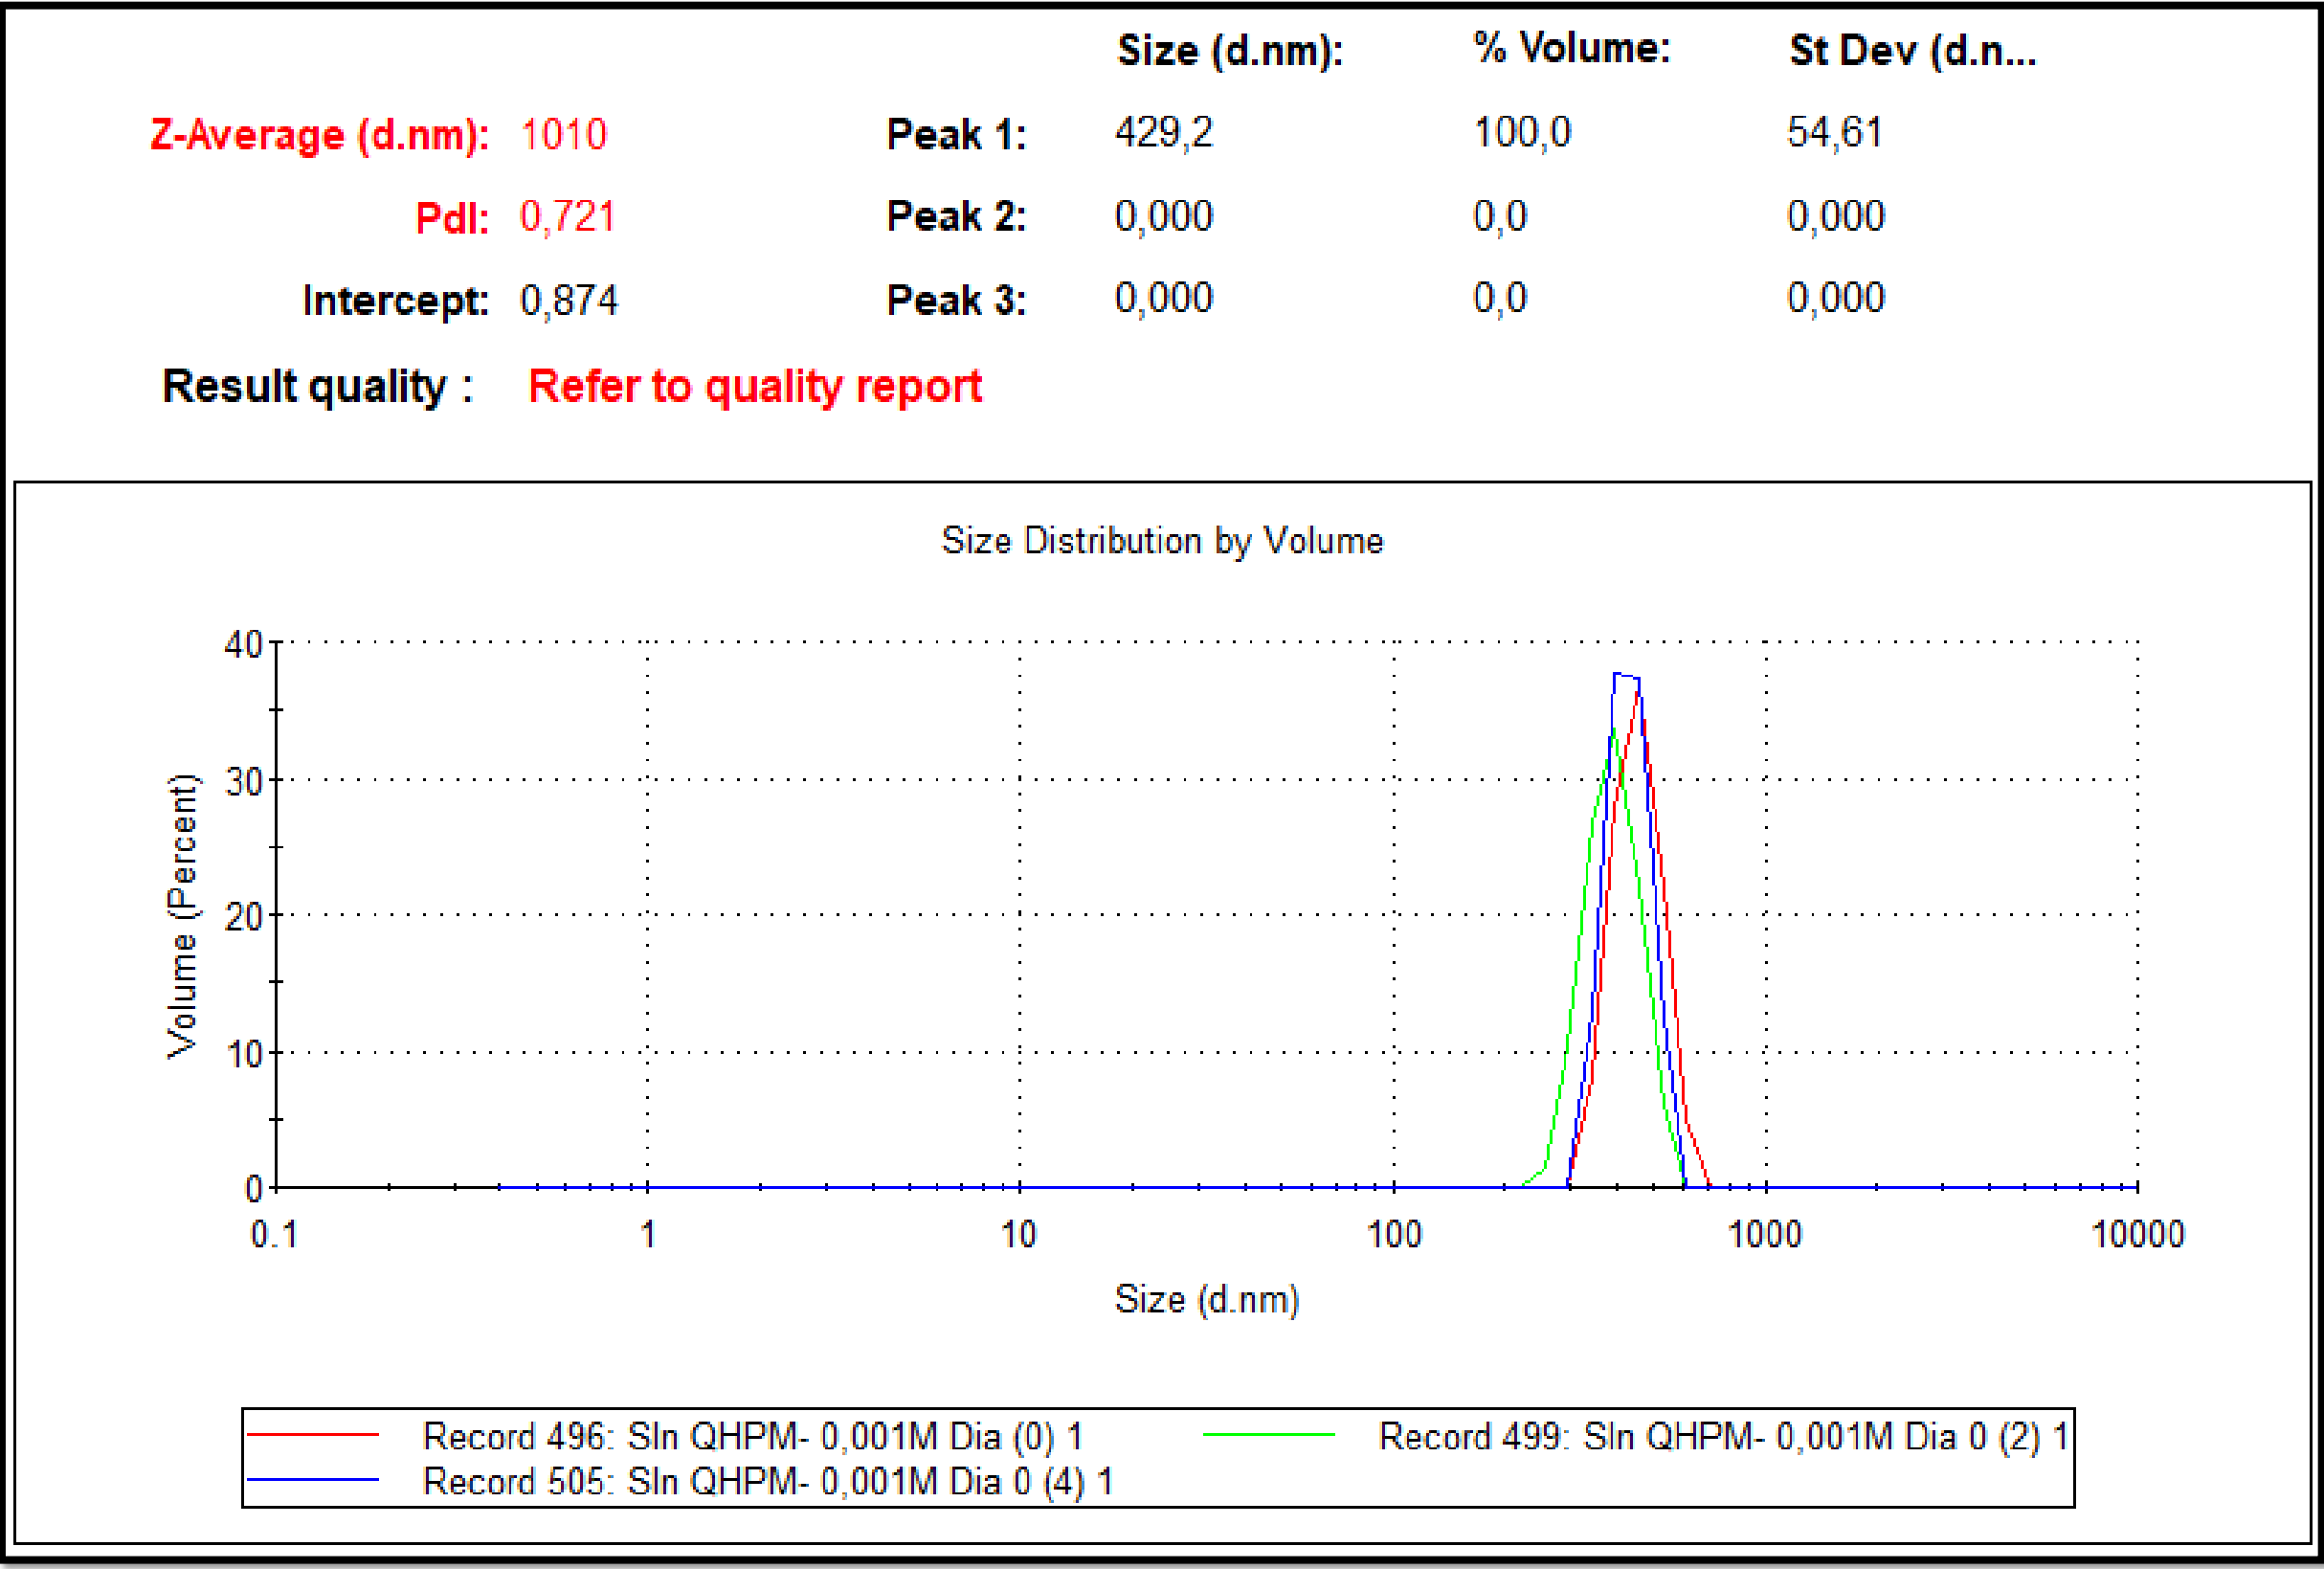 Size (d.nm): % Volume: St Dev (d.n...
Z-Average (d.nm): 1010 Peak 1: 429,2 100,0 54,61
PdI: 0,721 Peak 2: 0,000 0,0 0,000
Intercept: 0,874 Peak 3: 0,000 0,0 0,000
Result quality : Refer to quality report
Size Distribution by Volume
40
30
20
10
0
Volume (Percent)
0.1 1 10 100 1000 10000
Size (d.nm)
Record 496: Sln QHPM- 0,001M Dia (0) 1 Record 499: Sln QHPM- 0,001M Dia 0 (2) 1
Record 505: Sln QHPM- 0,001M Dia 0 (4) 1